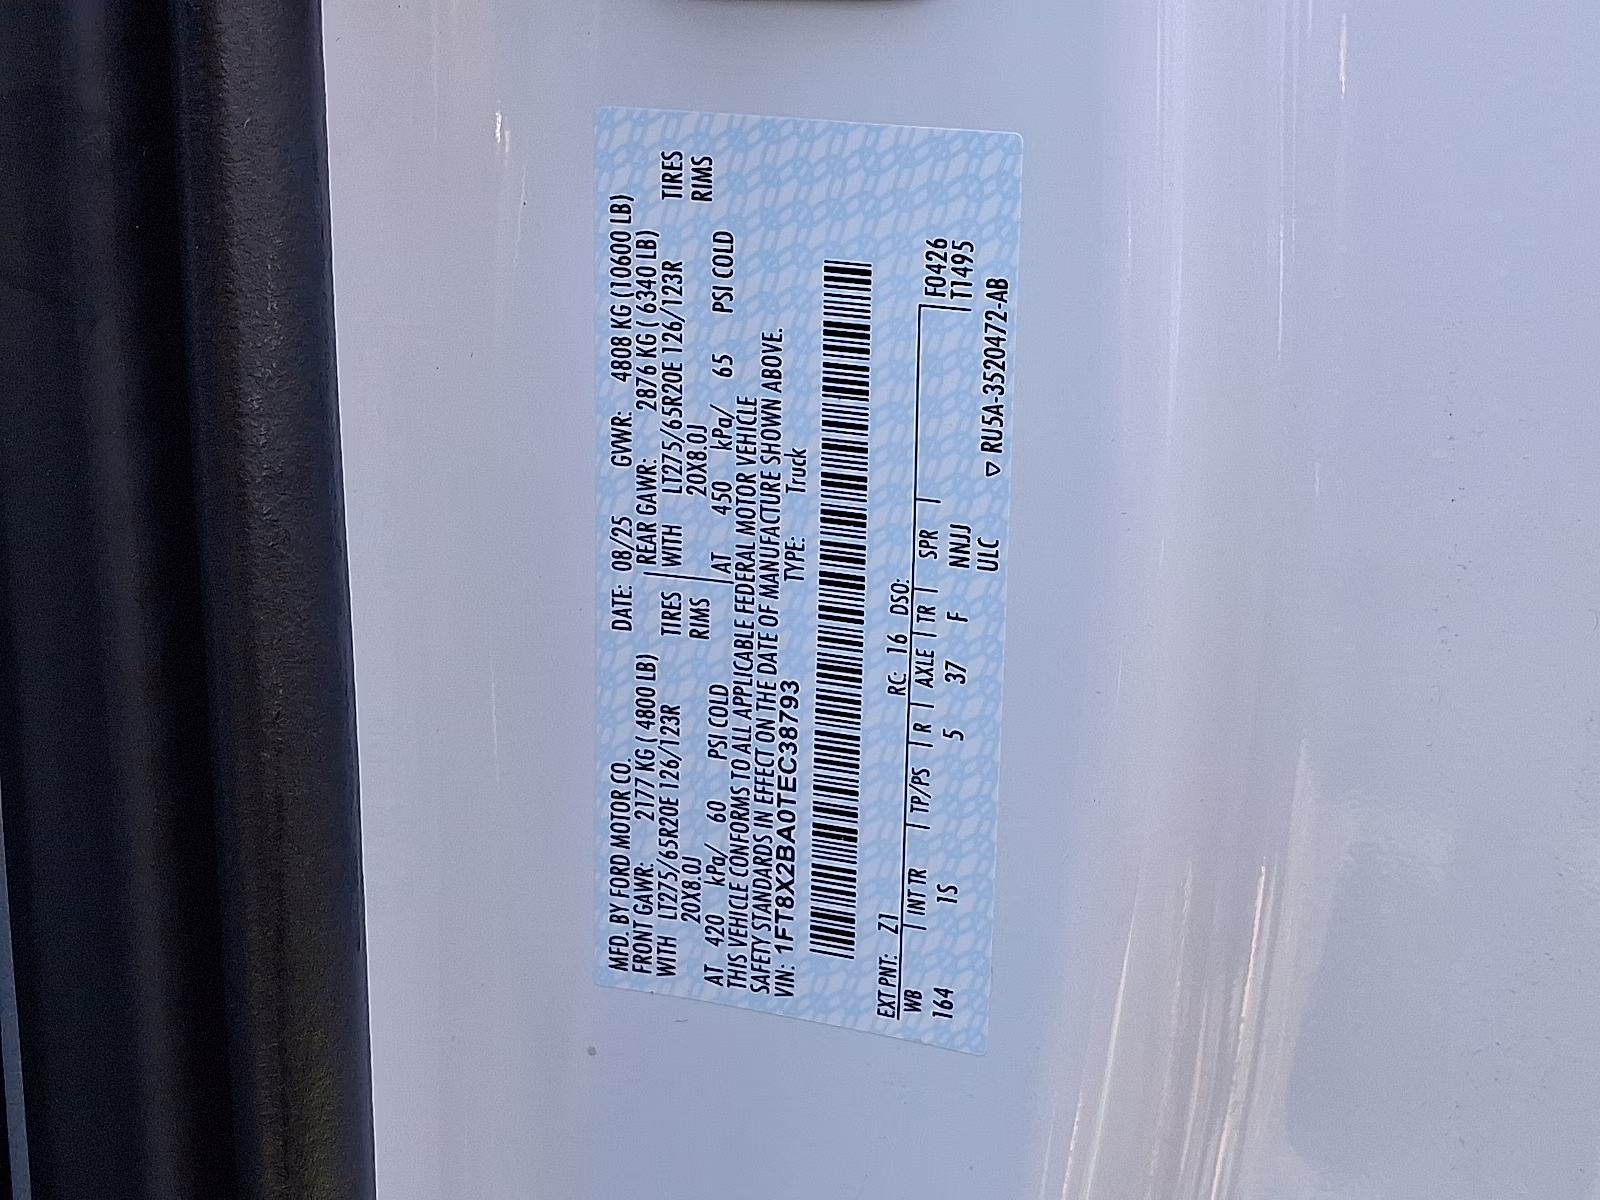 MFD. BY FORD MOTOR CO. DATE: 08/25 GVWR: 4808 KG (10600 LB)
FRONT GAWR: 2177 KG ( 4800 LB) REAR GAWR: 2876 KG ( 6340 LB)
WITH LT275/65R20E 126/123R TIRES WITH LT275/65R20E 126/123R TIRES
20X8.0J RIMS 20X8.0J RIMS
AT 420 kPa/ 60 PSI COLD AT 450 kPa/ 65 PSI COLD
THIS VEHICLE CONFORMS TO ALL APPLICABLE FEDERAL MOTOR VEHICLE
SAFETY STANDARDS IN EFFECT ON THE DATE OF MANUFACTURE SHOWN ABOVE.
VIN: 1FT8X2BA0TEC38793 TYPE: Truck
EXT PNT: Z1 RC: 16 DSO:
WB INT TR TP/PS R AXLE TR SPR F0426
164 1S 5 37 F NNJJ T1495
ULC
▽ RU5A-3520472-AB